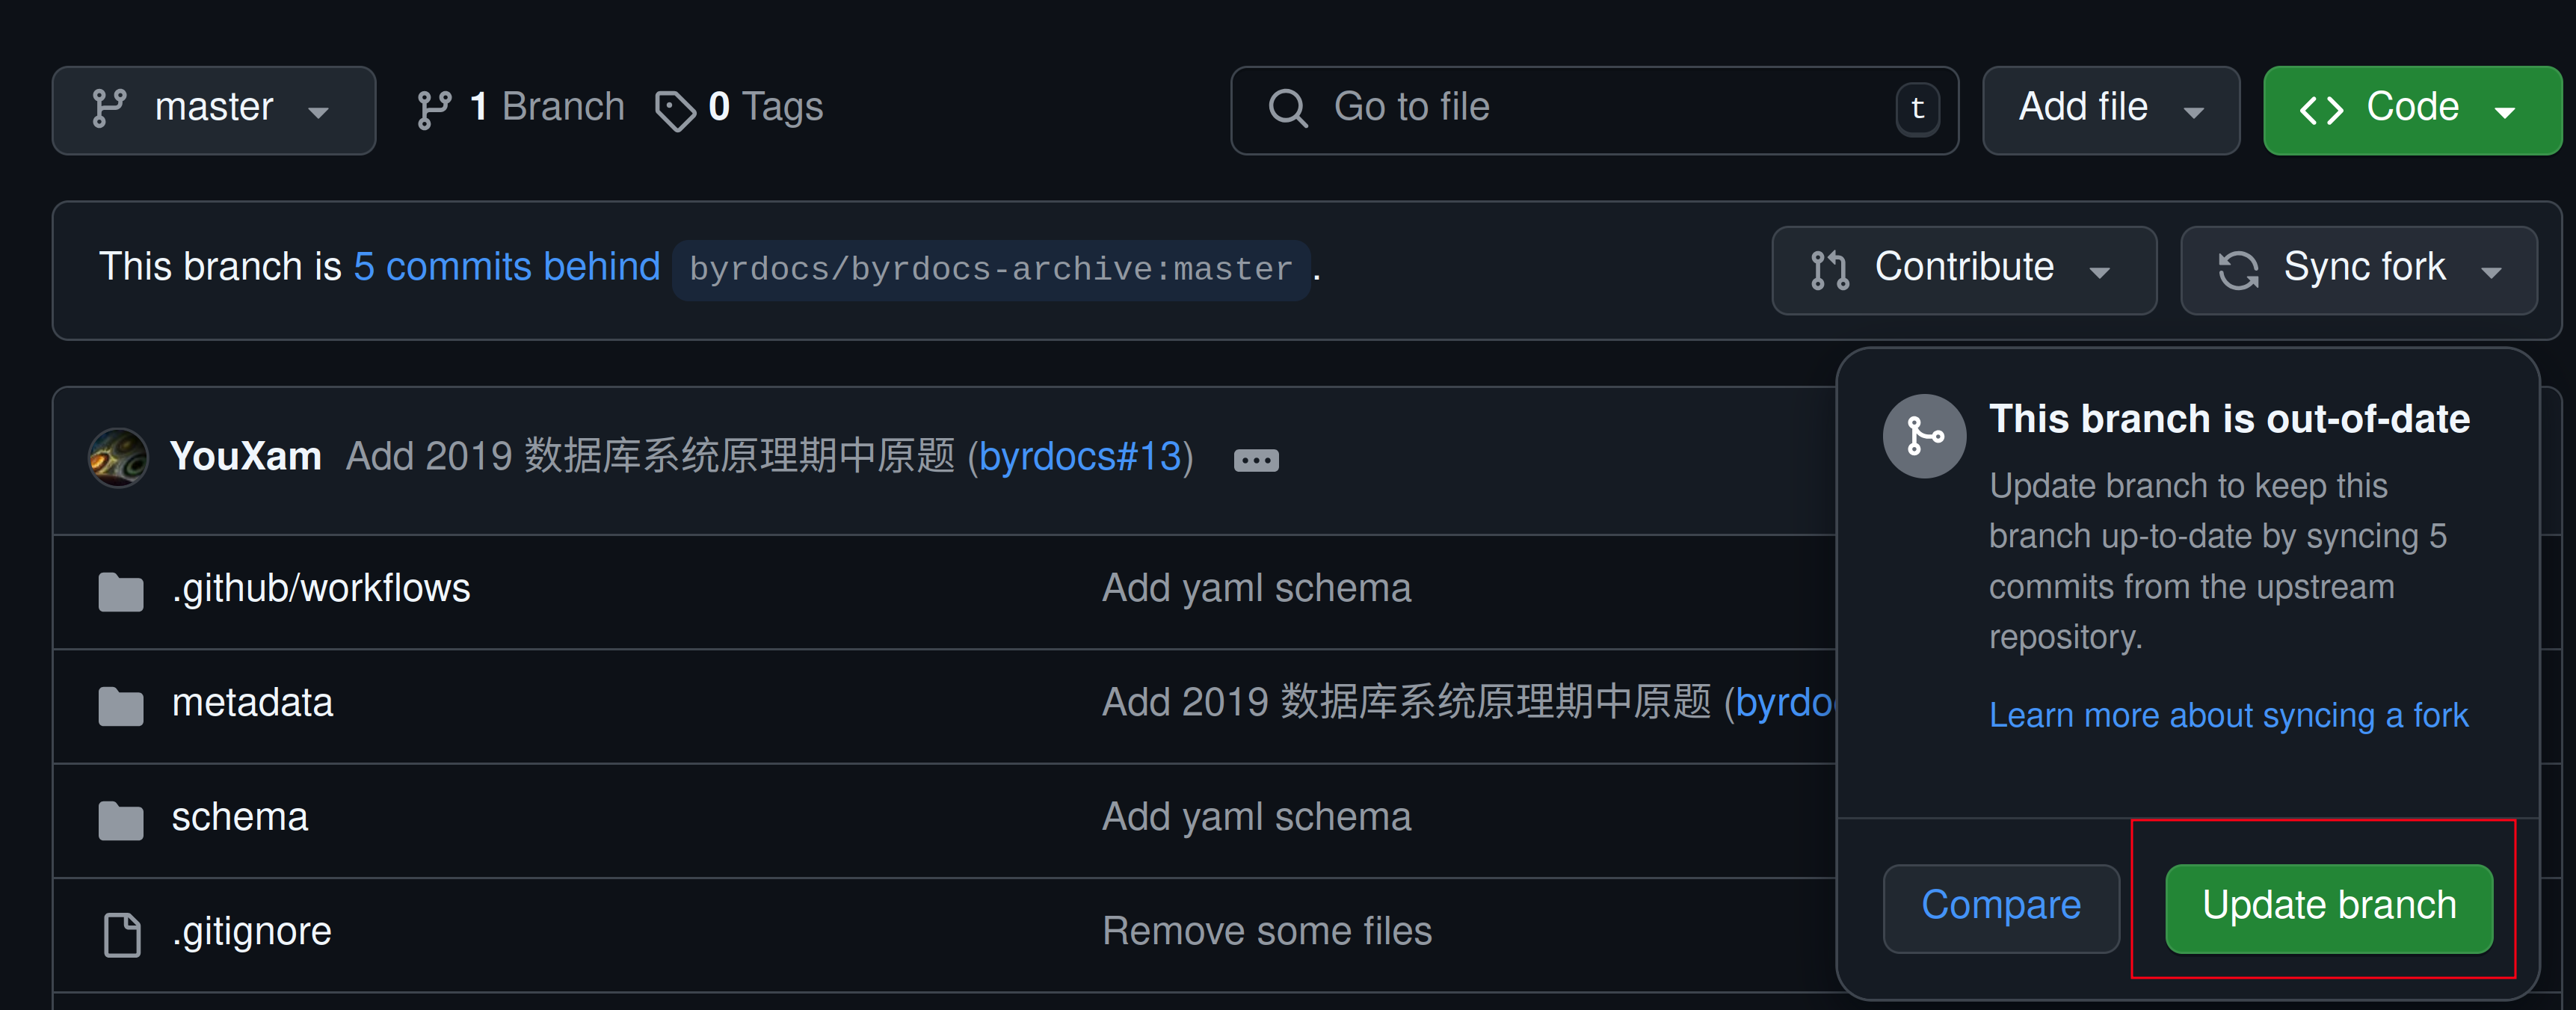 master 1 Branch 0 Tags Go to file t Add file Code
This branch is 5 commits behind byrdocs/byrdocs-archive:master . Contribute Sync fork
YouXam Add 2019 数据库系统原理期中原题 (byrdocs#13)
.github/workflows Add yaml schema
metadata Add 2019 数据库系统原理期中原题 (byrdo
schema Add yaml schema
.gitignore Remove some files
This branch is out-of-date
Update branch to keep this
branch up-to-date by syncing 5
commits from the upstream
repository.
Learn more about syncing a fork
Compare Update branch